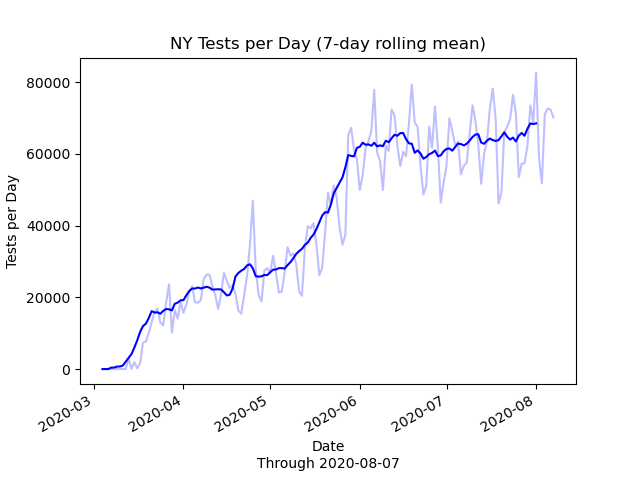 NY Tests per Day (7-day rolling mean)
80000
60000
40000
20000
0
Tests per Day
2020-03
2020-04
2020-05
2020-06
2020-07
2020-08
Date
Through 2020-08-07